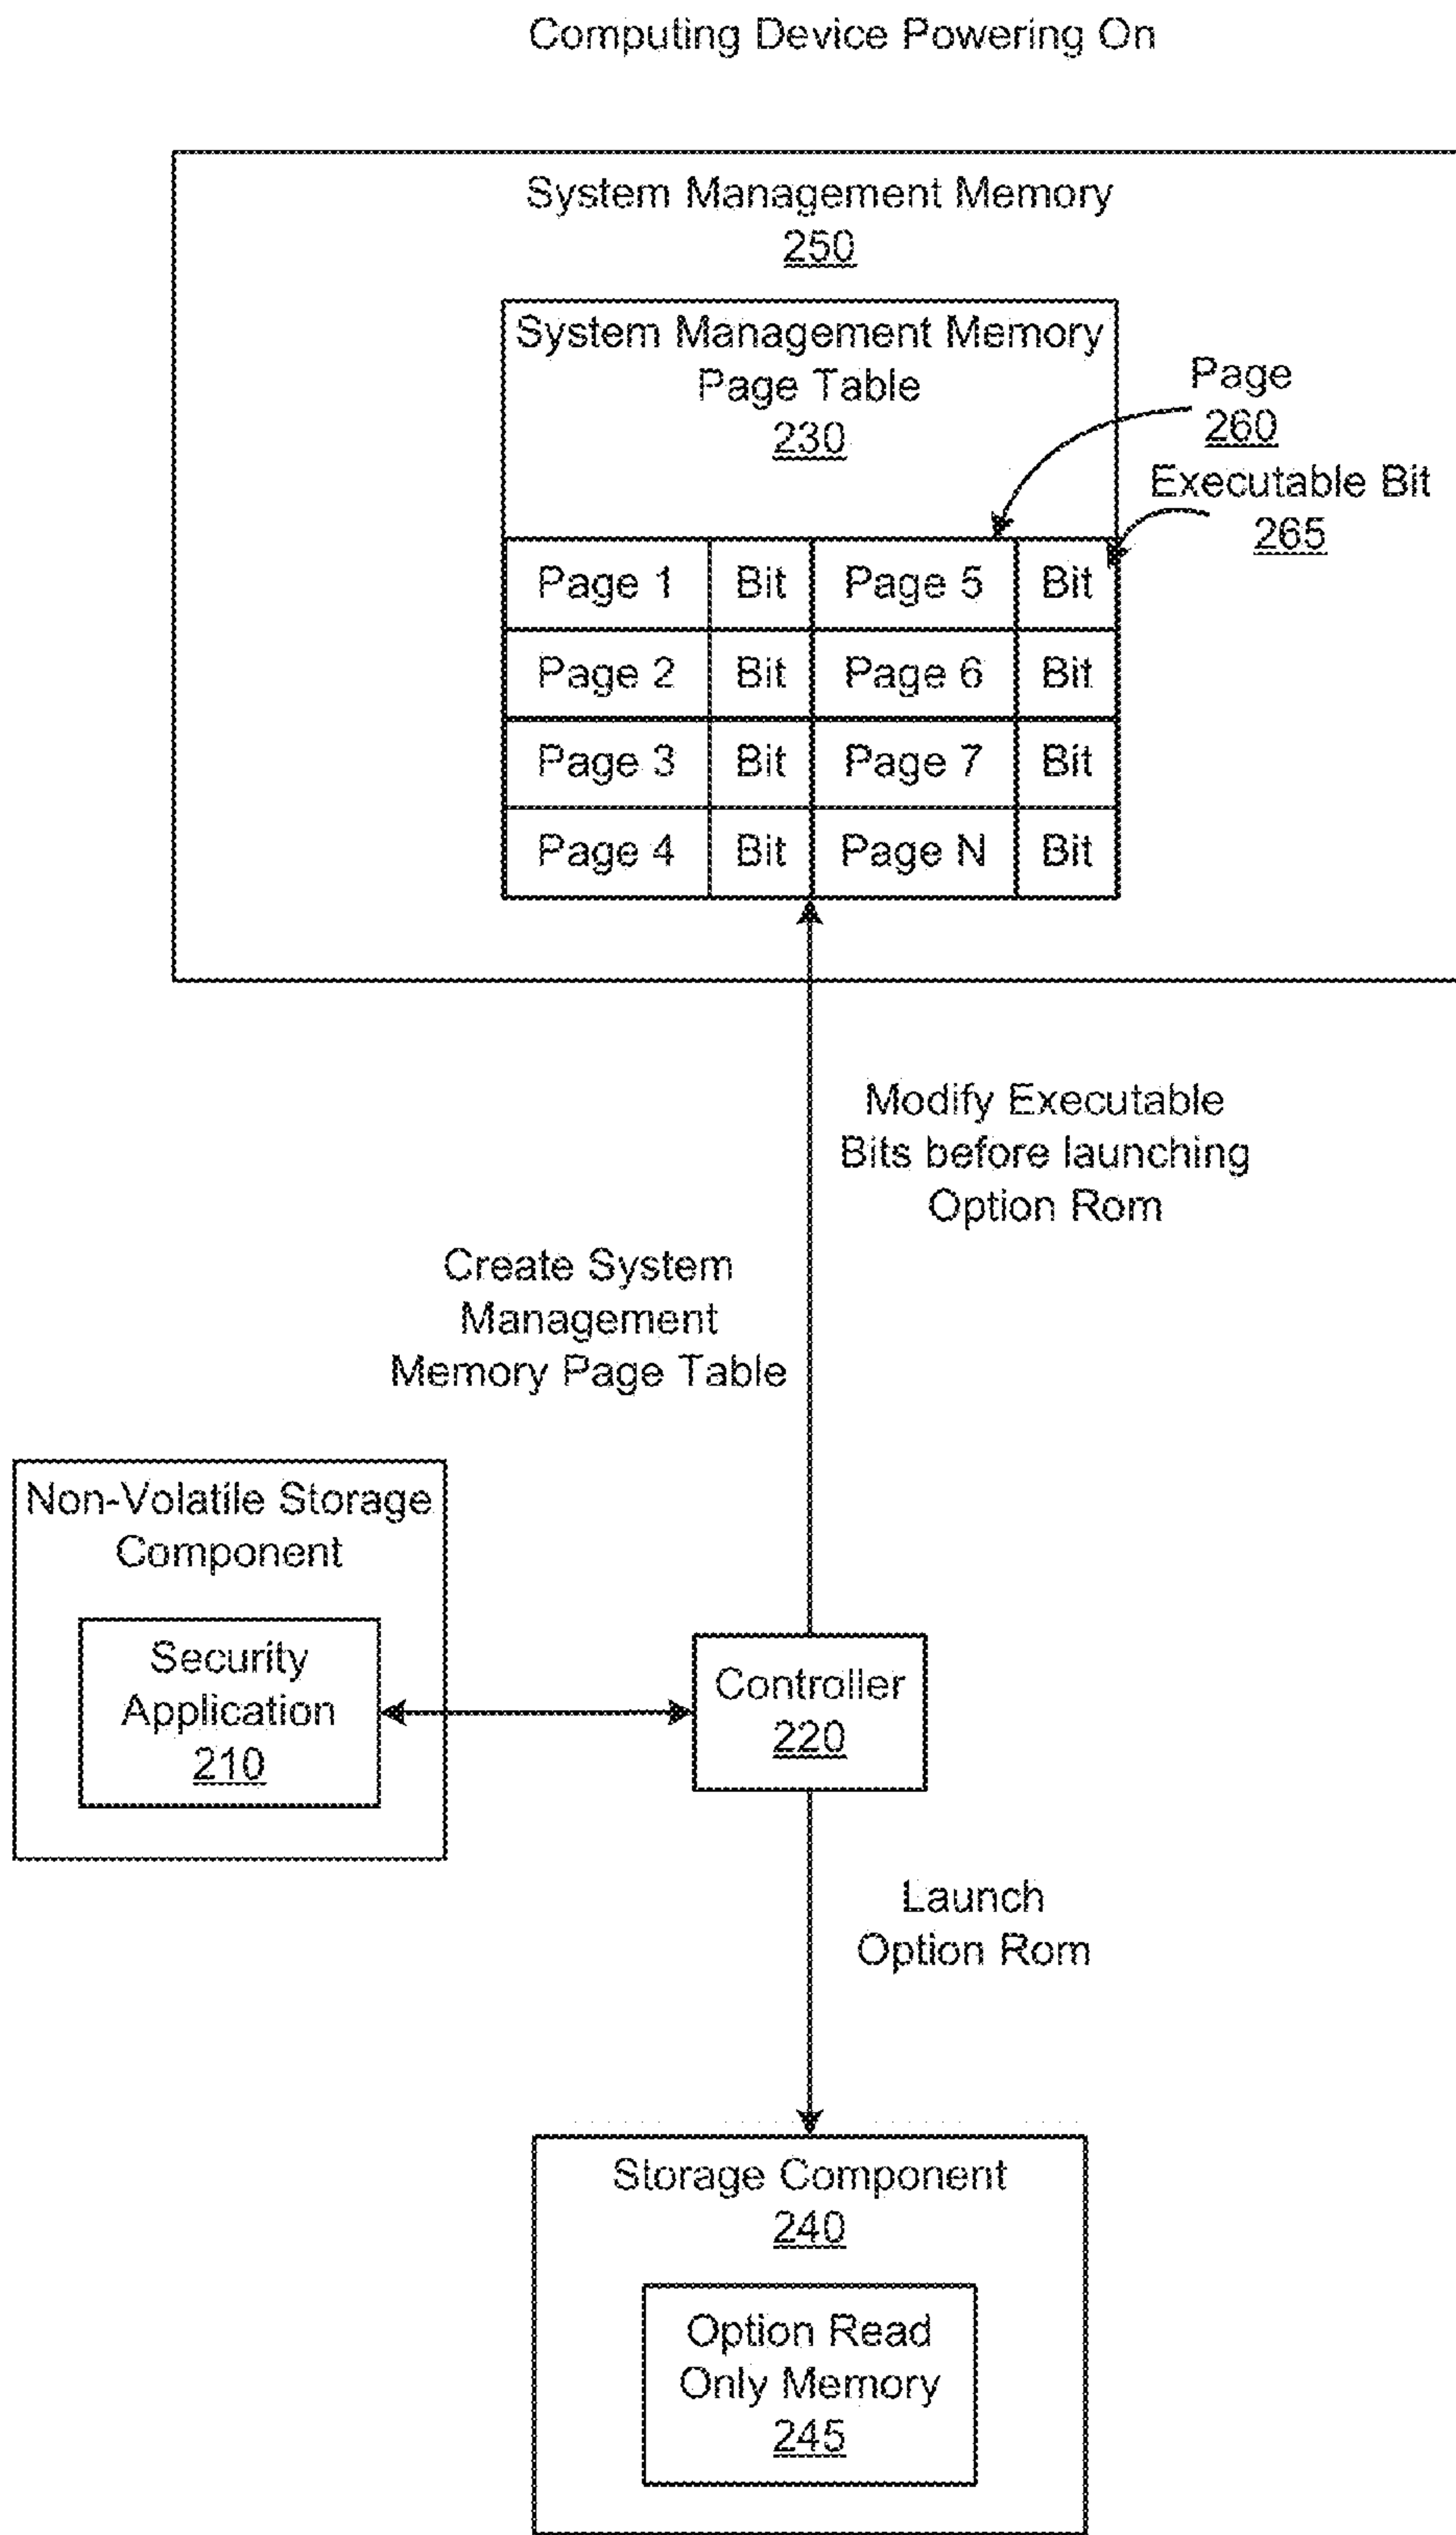 Computing Device Powering On
System Management Memory
250
System Management Memory
Page Table
230
Page
260
Executable Bit
265
Page 1 Bit Page 5 Bit
Page 2 Bit Page 6 Bit
Page 3 Bit Page 7 Bit
Page 4 Bit Page N Bit
Modify Executable
Bits before launching
Option Rom
Create System
Management
Memory Page Table
Non-Volatile Storage
Component
Security
Application
210
Controller
220
Launch
Option Rom
Storage Component
240
Option Read
Only Memory
245